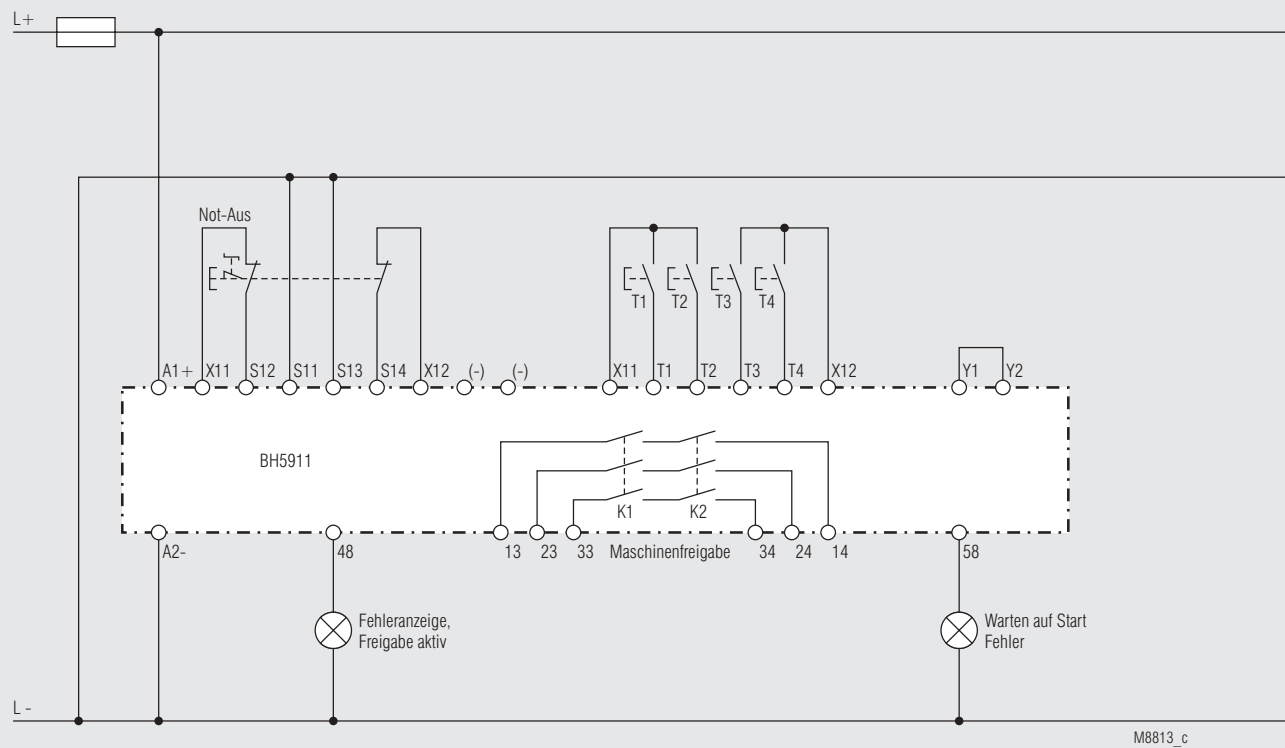 L+
Not-Aus
T1 T2 T3 T4
A1+ X11 S12 S11 S13 S14 X12 (-) (-) X11 T1 T2 T3 T4 X12 Y1 Y2
BH5911
K1 K2
A2- 48 13 23 33 Maschinenfreigabe 34 24 14 58
Fehleranzeige,
Freigabe aktiv
Warten auf Start
Fehler
L -
M8813_c